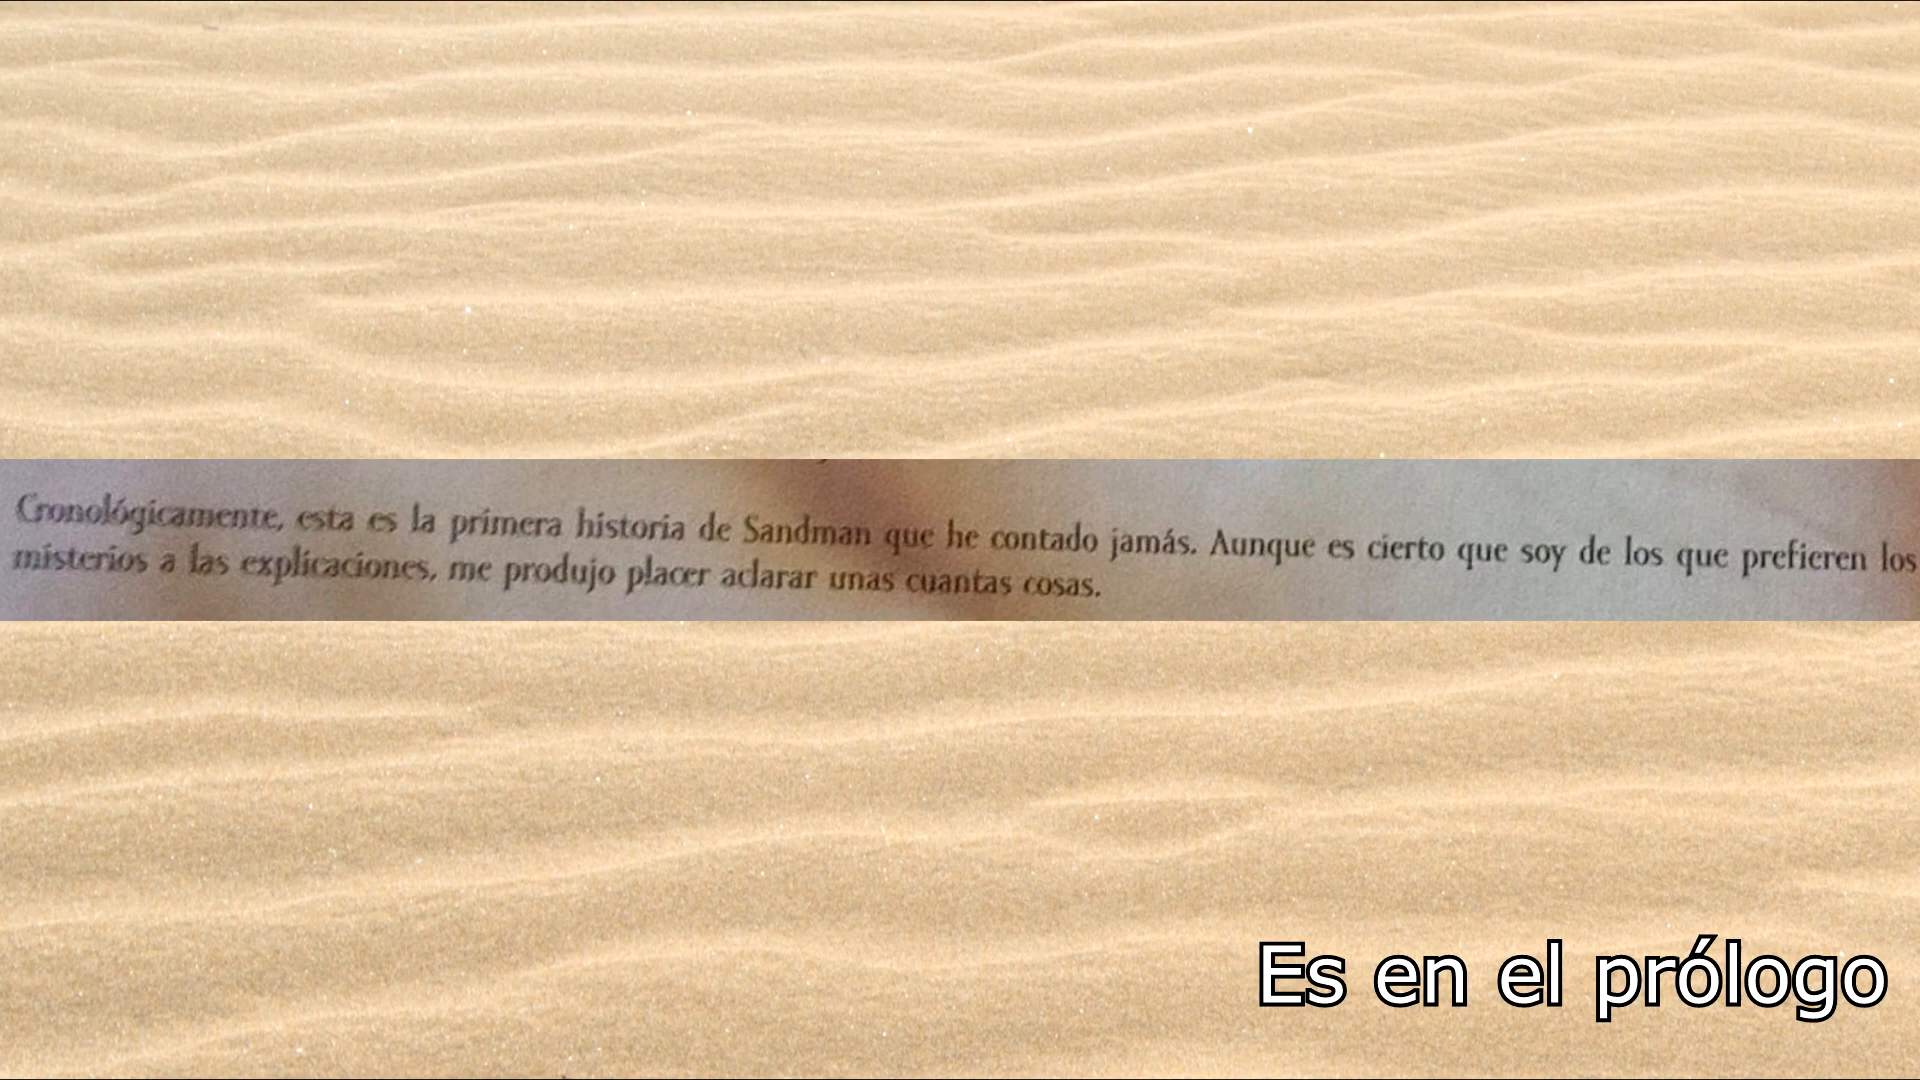 Cronológicamente, esta es la primera historia de Sandman que he contado jamás. Aunque es cierto que soy de los que prefieren los
misterios a las explicaciones, me produjo placer aclarar unas cuantas cosas.
Es en el prólogo